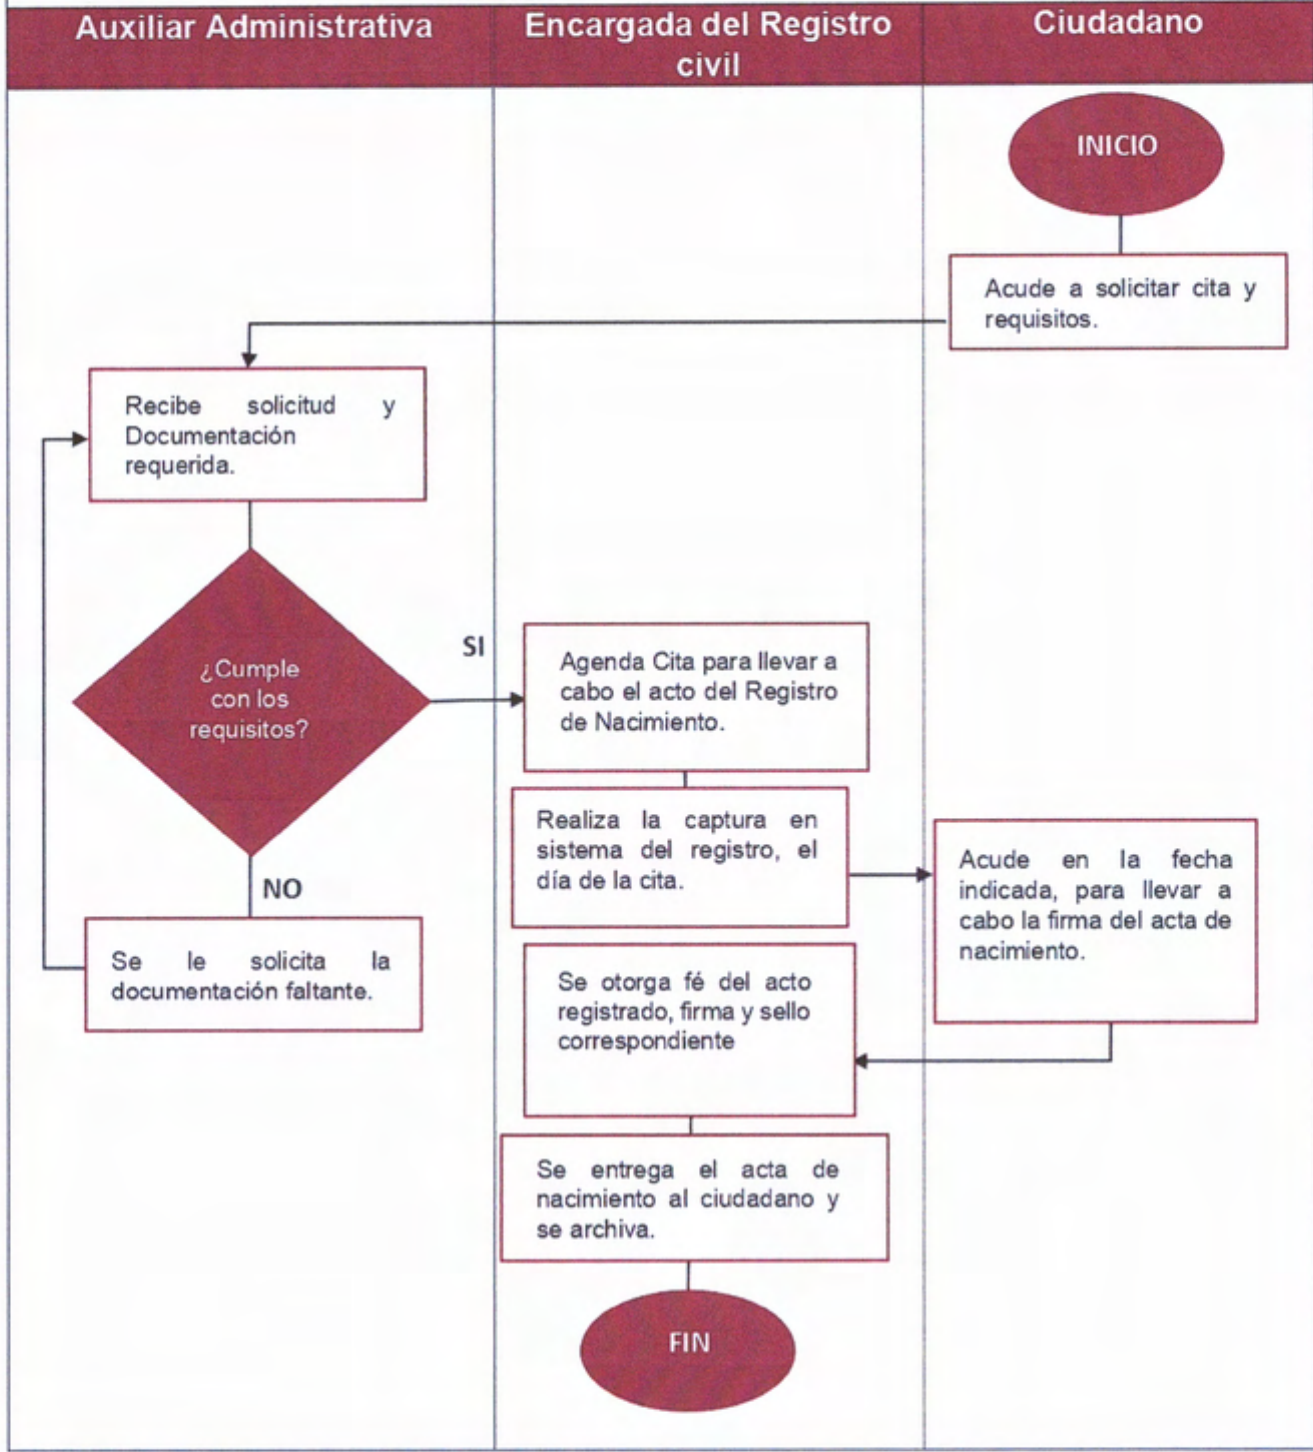 Auxiliar Administrativa
Encargada del Registro
civil
Ciudadano
INICIO
Acude a solicitar cita y
requisitos.
Recibe solicitud y
Documentación
requerida.
¿Cumple
con los
requisitos?
SI
Agenda Cita para llevar a
cabo el acto del Registro
de Nacimiento.
Realiza la captura en
sistema del registro, el
día de la cita.
Acude en la fecha
indicada, para llevar a
cabo la firma del acta de
nacimiento.
NO
Se le solicita la
documentación faltante.
Se otorga fé del acto
registrado, firma y sello
correspondiente
Se entrega el acta de
nacimiento al ciudadano y
se archiva.
FIN